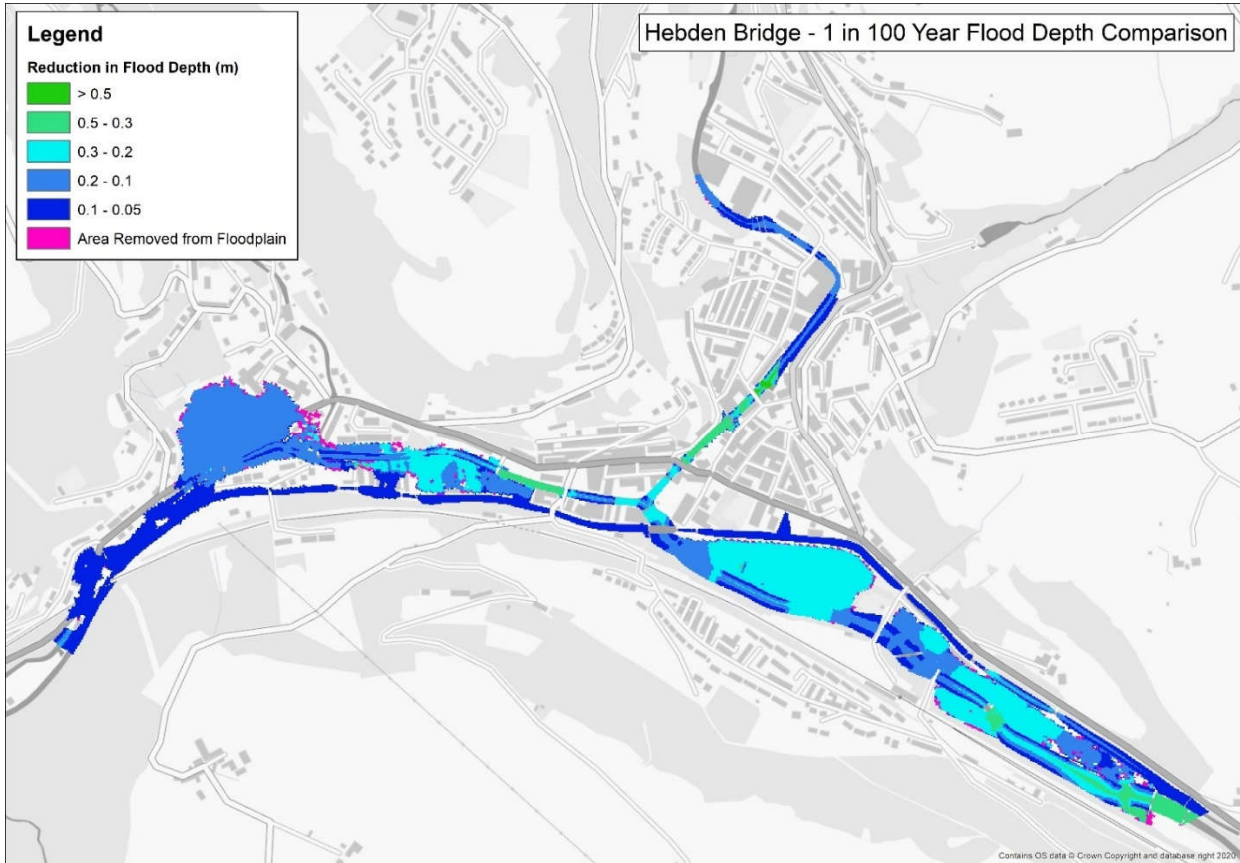 Hebden Bridge - 1 in 100 Year Flood Depth Comparison
Legend
Reduction in Flood Depth (m)
> 0.5
0.5 - 0.3
0.3 - 0.2
0.2 - 0.1
0.1 - 0.05
Area Removed from Floodplain
Contains OS data © Crown Copyright and database right 2020